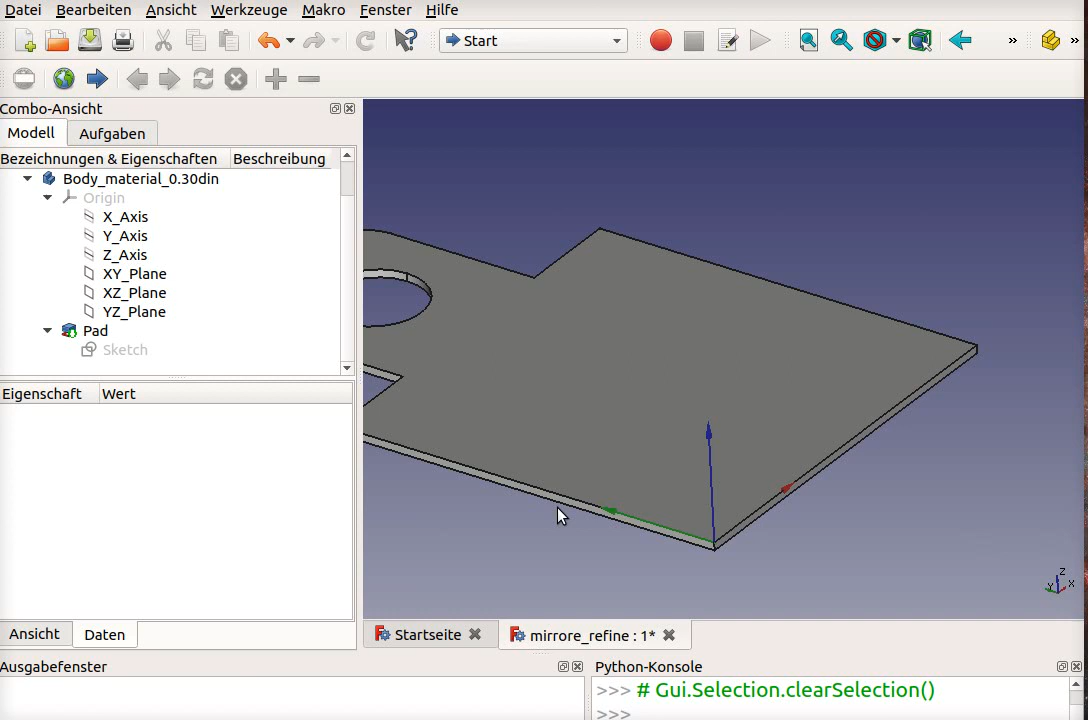 Datei Bearbeiten Ansicht Werkzeuge Makro Fenster Hilfe
Start
»
»
Combo-Ansicht
Modell Aufgaben
Bezeichnungen & Eigenschaften Beschreibung
Body_material_0.30din
Origin
X_Axis
Y_Axis
Z_Axis
XY_Plane
XZ_Plane
YZ_Plane
Pad
Sketch
Eigenschaft Wert
Z
Y X
Ansicht Daten
Startseite mirrore_refine : 1*
Ausgabefenster Python-Konsole
>>> # Gui.Selection.clearSelection()
>>>